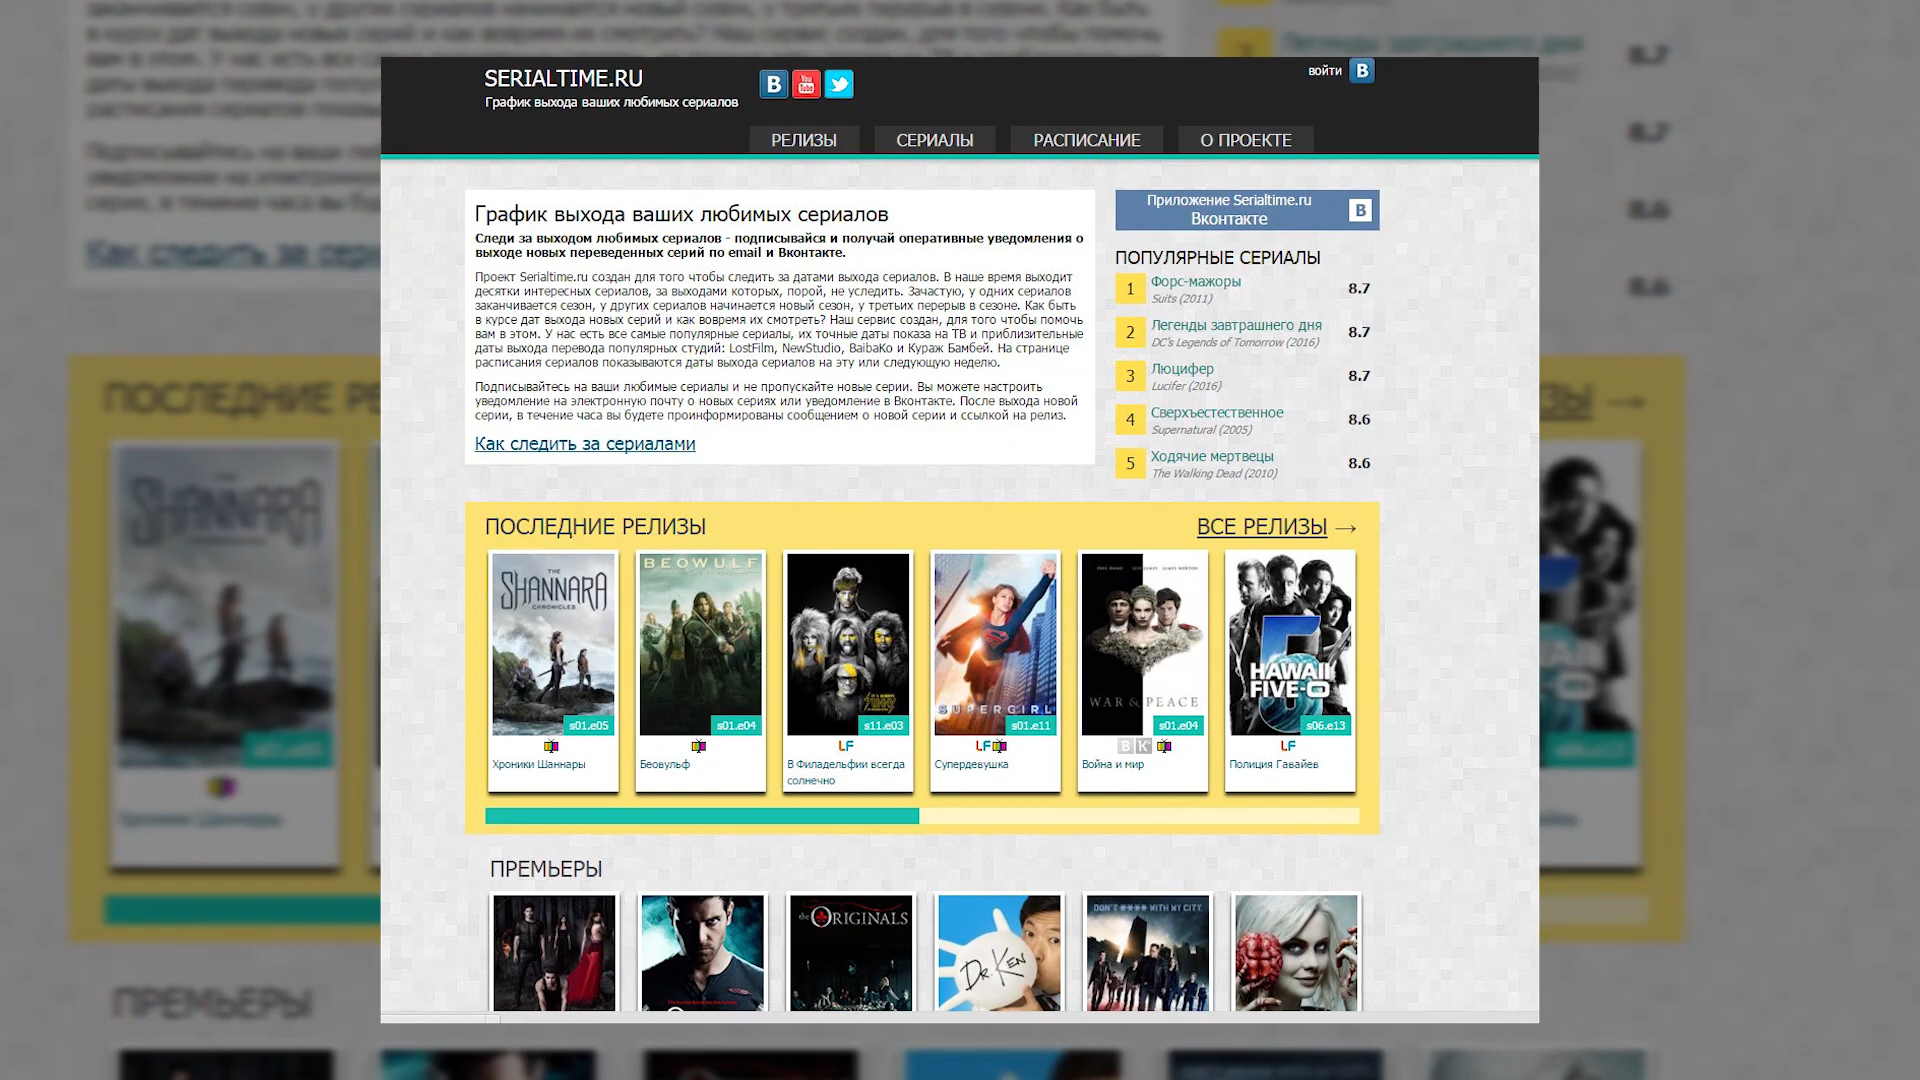 SERIALTIME.RU
График выхода ваших любимых сериалов
войти
РЕЛИЗЫ
СЕРИАЛЫ
РАСПИСАНИЕ
О ПРОЕКТЕ
График выхода ваших любимых сериалов
Следи за выходом любимых сериалов - подписывайся и получай оперативные уведомления о
выходе новых переведенных серий по email и Вконтакте.
Проект Serialtime.ru создан для того чтобы следить за датами выхода сериалов. В наше время выходит
десятки интересных сериалов, за выходами которых, порой, не уследить. Зачастую, у одних сериалов
заканчивается сезон, у других сериалов начинается новый сезон, у третьих перерыв в сезоне. Как быть
в курсе дат выхода новых серий и как вовремя их смотреть? Наш сервис создан, для того чтобы помочь
вам в этом. У нас есть все самые популярные сериалы, их точные даты показа на ТВ и приблизительные
даты выхода перевода популярных студий: LostFilm, NewStudio, BaibaKo и Кураж Бамбей. На странице
расписания сериалов показываются даты выхода сериалов на эту или следующую неделю.
Подписывайтесь на ваши любимые сериалы и не пропускайте новые серии. Вы можете настроить
уведомление на электронную почту о новых сериях или уведомление в Вконтакте. После выхода новой
серии, в течение часа вы будете проинформированы сообщением о новой серии и ссылкой на релиз.
Как следить за сериалами
Приложение Serialtime.ru
Вконтакте
ПОПУЛЯРНЫЕ СЕРИАЛЫ
1 Форс-мажоры 8.7
Suits (2011)
2 Легенды завтрашнего дня 8.7
DC's Legends of Tomorrow (2016)
3 Люцифер 8.7
Lucifer (2016)
4 Сверхъестественное 8.6
Supernatural (2005)
5 Ходячие мертвецы 8.6
The Walking Dead (2010)
ПОСЛЕДНИЕ РЕЛИЗЫ
ВСЕ РЕЛИЗЫ →
THE
SHANNARA
CHRONICLES
s01.e05
Хроники Шаннары
BEOWULF
s01.e04
Беовульф
s11.e03
LF
В Филадельфии всегда
солнечно
SUPERGIRL
s01.e11
LF
Супердевушка
WAR & PEACE
s01.e04
ВК
Война и мир
HAWAII
FIVE-0
s06.e13
LF
Полиция Гавайев
ПРЕМЬЕРЫ
the ORIGINALS
DR. KEN
DON'T **** WITH MY CITY.